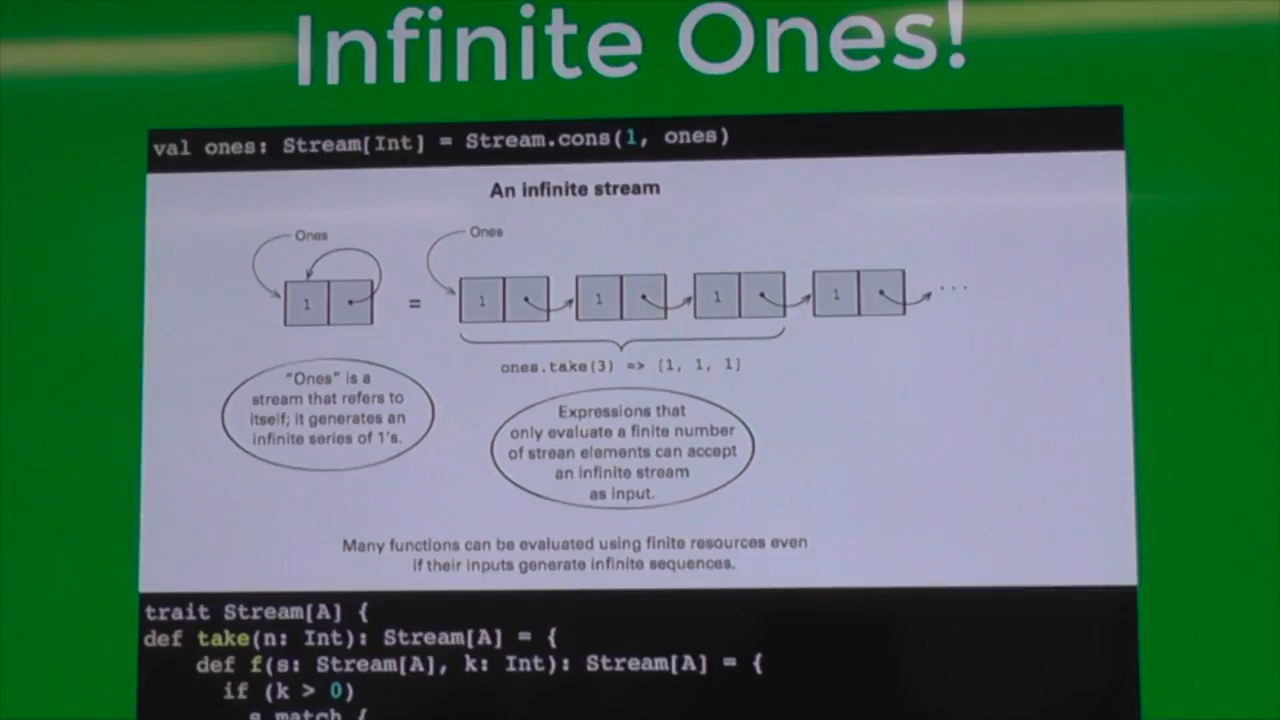 Infinite Ones!
val ones: Stream[Int] = Stream.cons(1, ones)
An infinite stream
Ones
Ones
1
=
1
1
1
1
...
ones.take(3) => {1, 1, 1}
"Ones" is a
stream that refers to
itself; it generates an
infinite series of 1's.
Expressions that
only evaluate a finite number
of strean elements can accept
an infinite stream
as input.
Many functions can be evaluated using finite resources even
if their inputs generate infinite sequences.
trait Stream[A] {
def take(n: Int): Stream[A] = {
def f(s: Stream[A], k: Int): Stream[A] = {
if (k > 0)
s match {